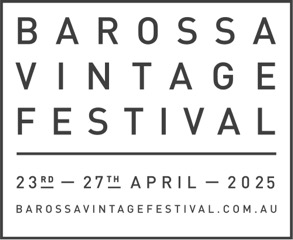 BAROSSA
VINTAGE
FESTIVAL
23RD — 27TH APRIL — 2025
BAROSSAVINTAGEFESTIVAL.COM.AU